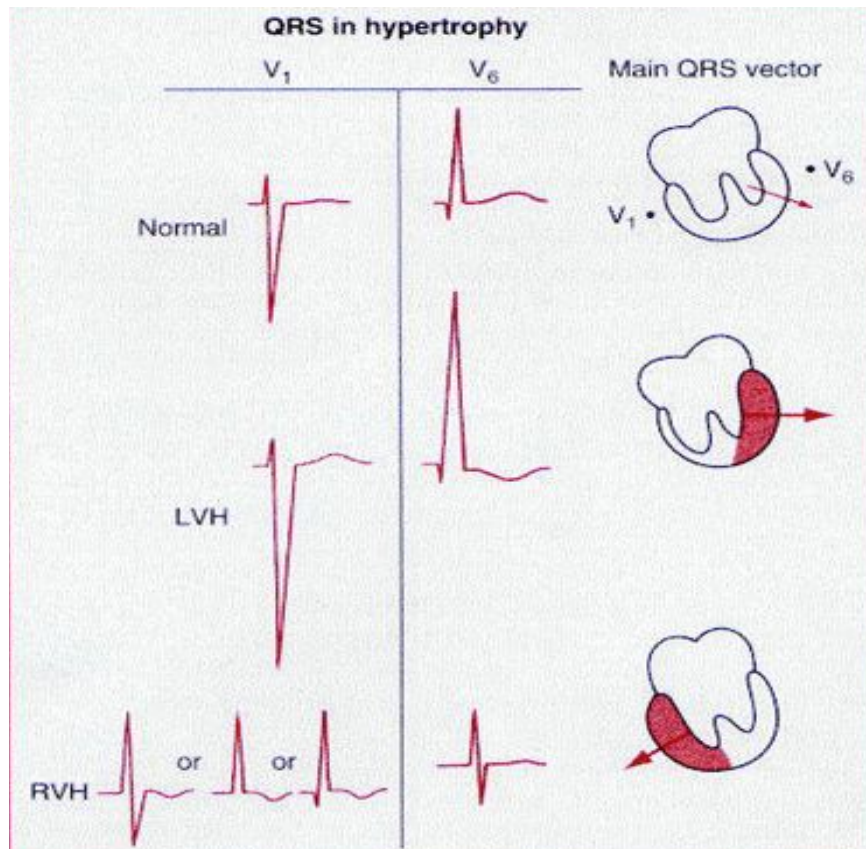 QRS in hypertrophy
V1 V6 Main QRS vector
Normal
V1 V6
LVH
RVH or or